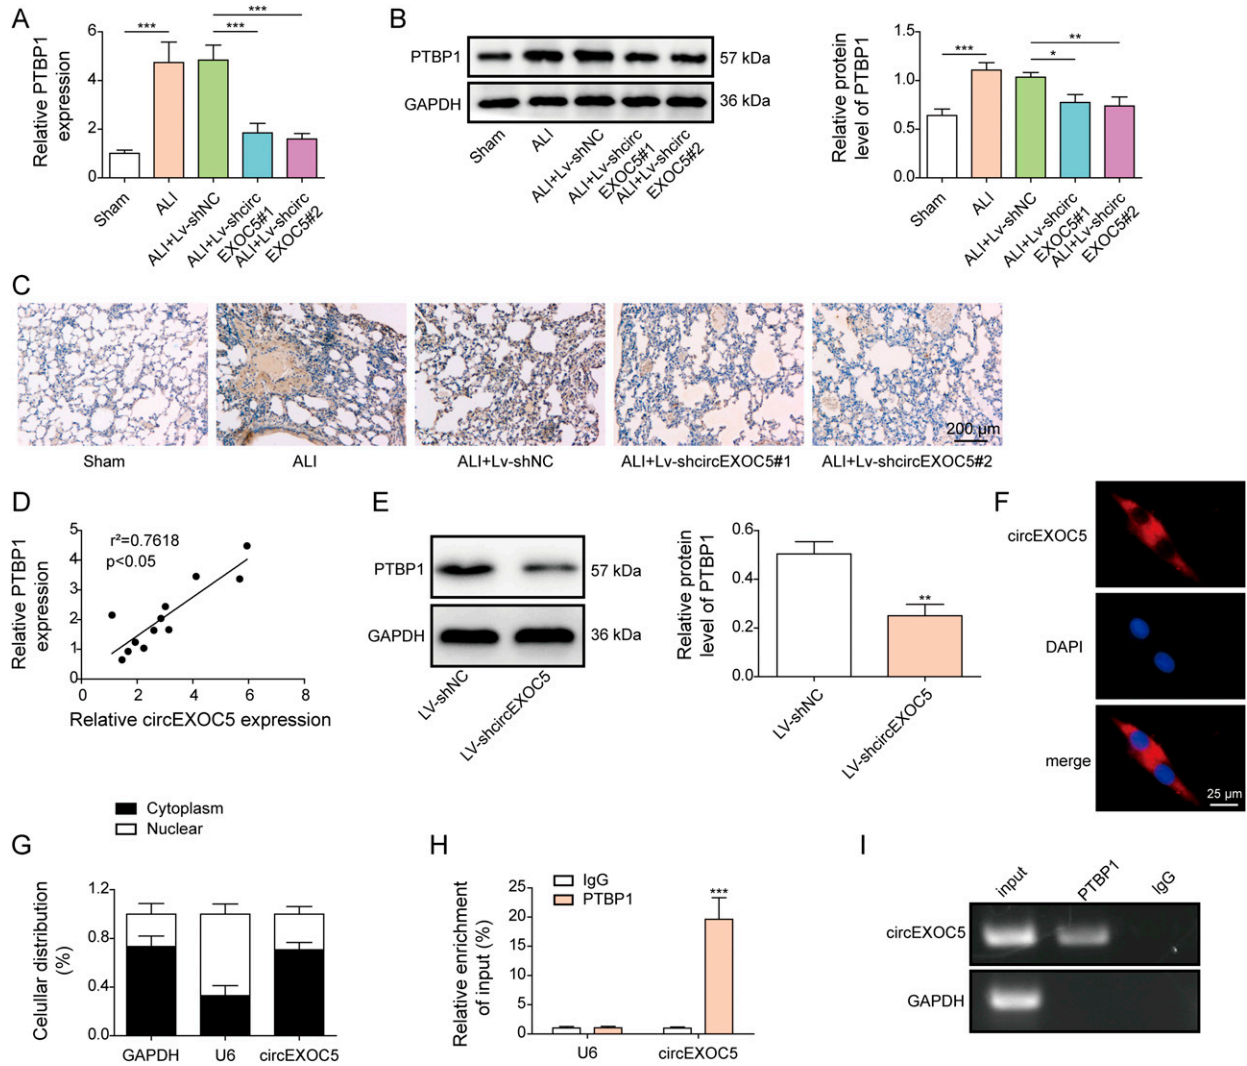 A
Relative PTBP1
expression
6
4
2
0
***
***
***
Sham
ALI
ALI+Lv-shNC
ALI+Lv-shcirc
EXOC5#1
ALI+Lv-shcirc
EXOC5#2
B
PTBP1
57 kDa
GAPDH
36 kDa
Sham
ALI
ALI+Lv-shNC
ALI+Lv-shcirc
EXOC5#1
ALI+Lv-shcirc
EXOC5#2
Relative protein
level of PTBP1
1.5
1.0
0.5
0.0
***
**
*
Sham
ALI
ALI+Lv-shNC
ALI+Lv-shcirc
EXOC5#1
ALI+Lv-shcirc
EXOC5#2
C
200 µm
Sham
ALI
ALI+Lv-shNC
ALI+Lv-shcircEXOC5#1
ALI+Lv-shcircEXOC5#2
D
Relative PTBP1
expression
5
4
3
2
1
0
r²=0.7618
p<0.05
0
2
4
6
8
Relative circEXOC5 expression
E
PTBP1
57 kDa
GAPDH
36 kDa
LV-shNC
LV-shcircEXOC5
Relative protein
level of PTBP1
0.6
0.4
0.2
0.0
**
LV-shNC
LV-shcircEXOC5
F
circEXOC5
DAPI
merge
25 µm
Cytoplasm
Nuclear
G
Celullar distribution
(%)
1.2
0.8
0.4
0.0
GAPDH
U6
circEXOC5
H
Relative enrichment
of input (%)
25
20
15
10
5
0
IgG
PTBP1
***
U6
circEXOC5
I
input
PTBP1
IgG
circEXOC5
GAPDH